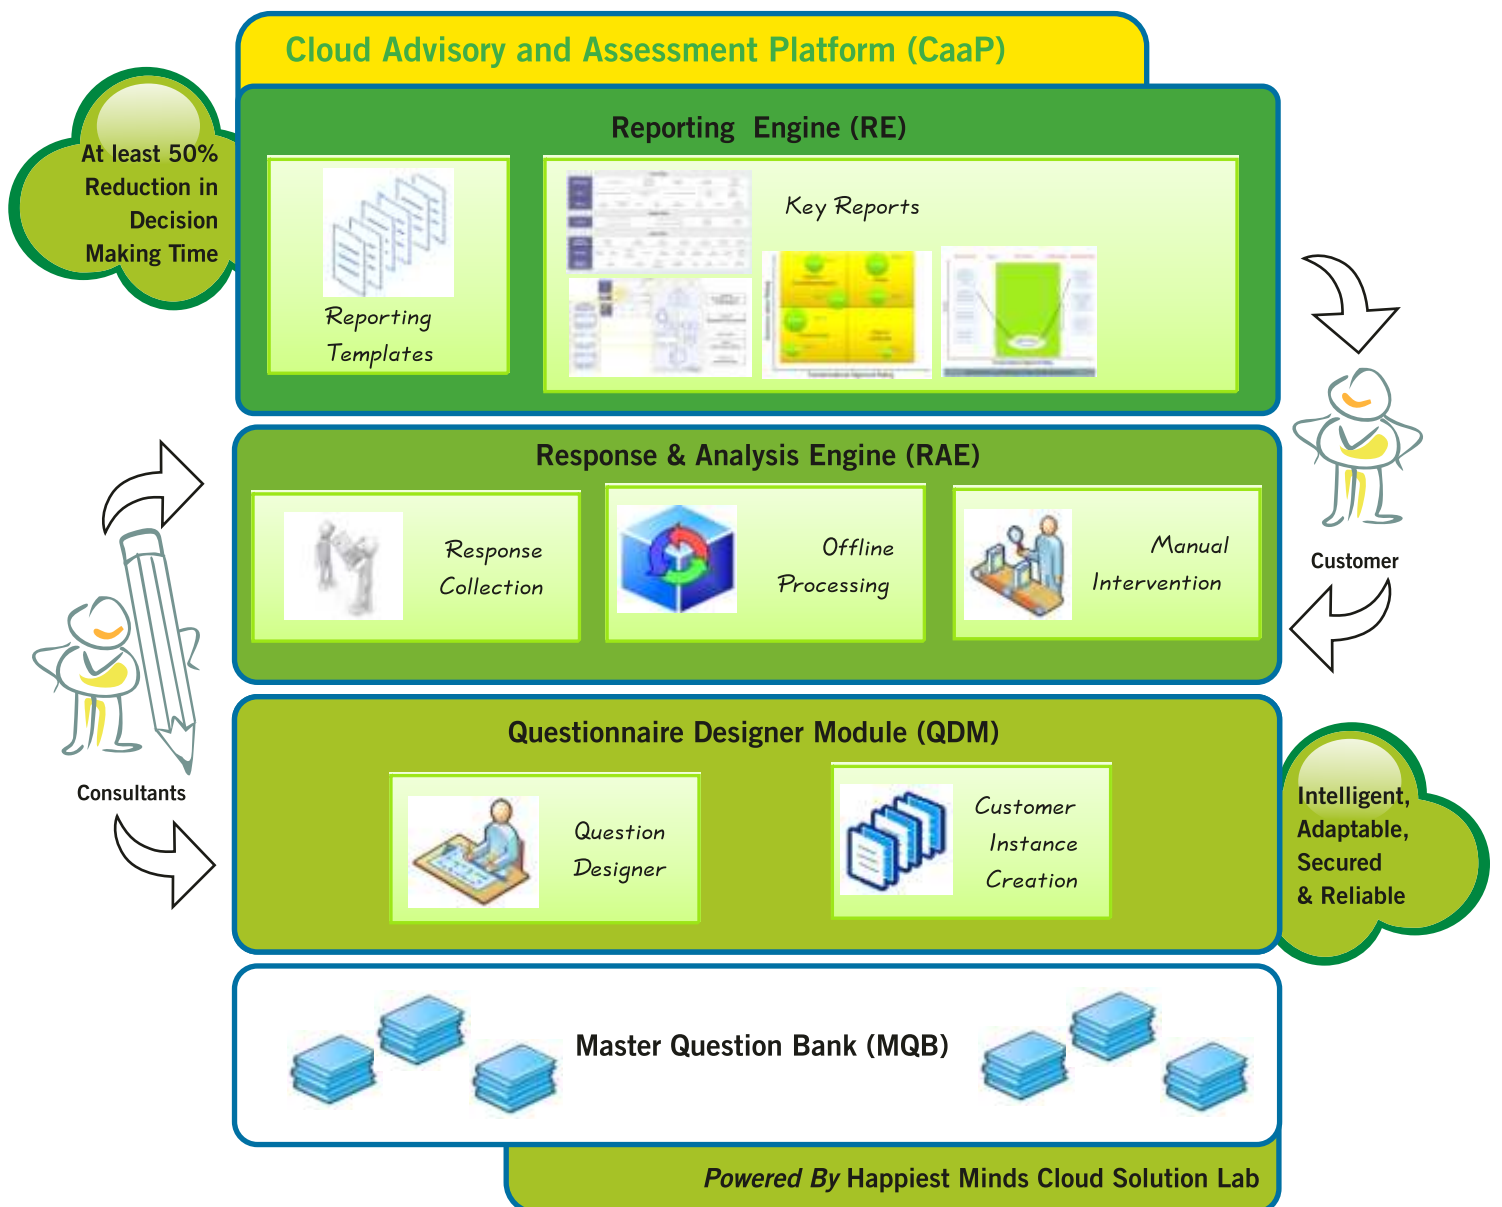 Cloud Advisory and Assessment Platform (CaaP)
At least 50%
Reduction in
Decision
Making Time
Reporting Engine (RE)
Reporting
Templates
Key Reports
Response & Analysis Engine (RAE)
Response
Collection
Offline
Processing
Manual
Intervention
Customer
Consultants
Questionnaire Designer Module (QDM)
Question
Designer
Customer
Instance
Creation
Intelligent,
Adaptable,
Secured
& Reliable
Master Question Bank (MQB)
Powered By Happiest Minds Cloud Solution Lab